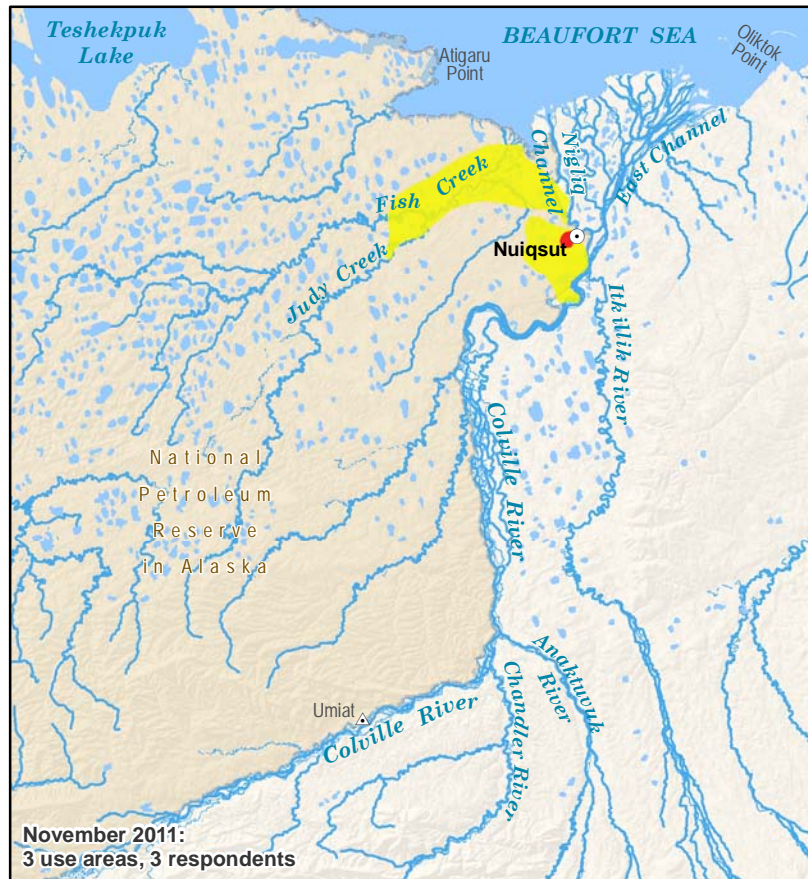 Teshekpuk
Lake
BEAUFORT SEA
Oliktok
Point
Atigaru
Point
Nigliq
Channel
East Channel
Fish Creek
Nuiqsut
Judy Creek
Itkillik River
Colville River
National
Petroleum
Reserve
in Alaska
Anaktuvuk
River
Chandler River
Umiat
Colville River
November 2011:
3 use areas, 3 respondents